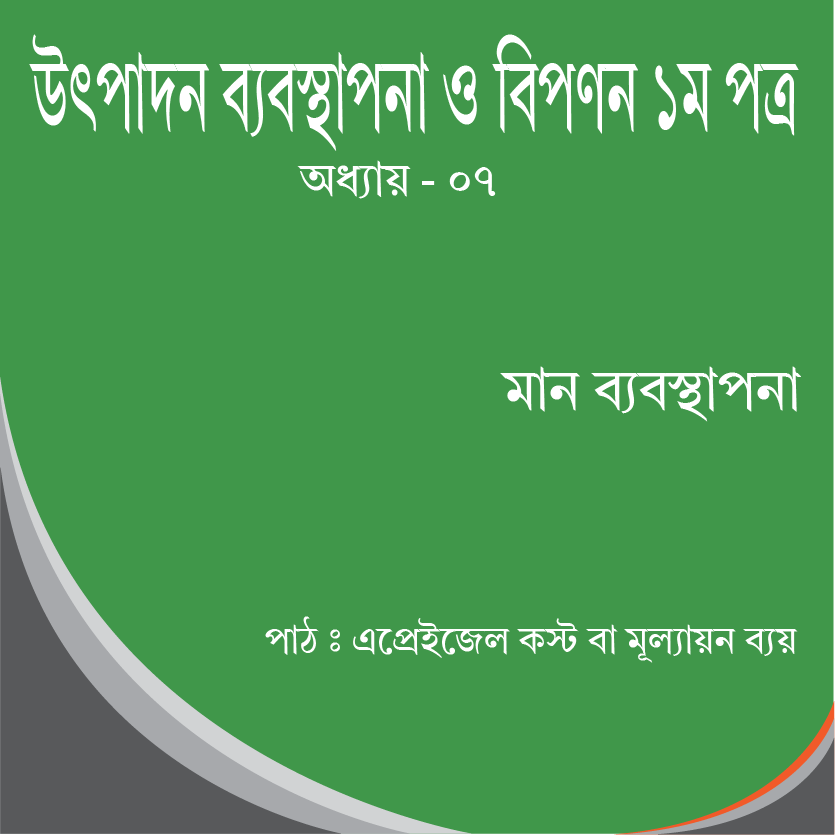 উৎপাদন ব্যবস্থাপনা ও বিপণন ১ম পত্র
অধ্যায় - ০৭
মান ব্যবস্থাপনা
পাঠ ঃ এপ্রেইজেল কস্ট বা মূল্যায়ন ব্যয়